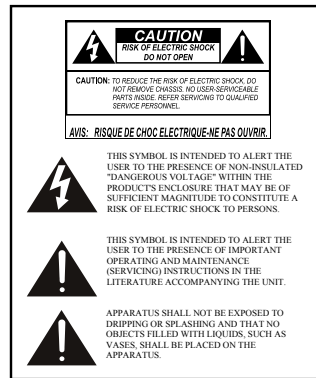 CAUTION
RISK OF ELECTRIC SHOCK
DO NOT OPEN
CAUTION: TO REDUCE THE RISK OF ELECTRIC SHOCK, DO
NOT REMOVE CHASSIS. NO USER-SERVICEABLE
PARTS INSIDE. REFER SERVICING TO QUALIFIED
SERVICE PERSONNEL.
AVIS: RISQUE DE CHOC ELECTRIQUE-NE PAS OUVRIR.
THIS SYMBOL IS INTENDED TO ALERT THE
USER TO THE PRESENCE OF NON-INSULATED
"DANGEROUS VOLTAGE" WITHIN THE
PRODUCT'S ENCLOSURE THAT MAY BE OF
SUFFICIENT MAGNITUDE TO CONSTITUTE A
RISK OF ELECTRIC SHOCK TO PERSONS.
THIS SYMBOL IS INTENDED TO ALERT THE
USER TO THE PRESENCE OF IMPORTANT
OPERATING AND MAINTENANCE
(SERVICING) INSTRUCTIONS IN THE
LITERATURE ACCOMPANYING THE UNIT.
APPARATUS SHALL NOT BE EXPOSED TO
DRIPPING OR SPLASHING AND THAT NO
OBJECTS FILLED WITH LIQUIDS, SUCH AS
VASES, SHALL BE PLACED ON THE
APPARATUS.